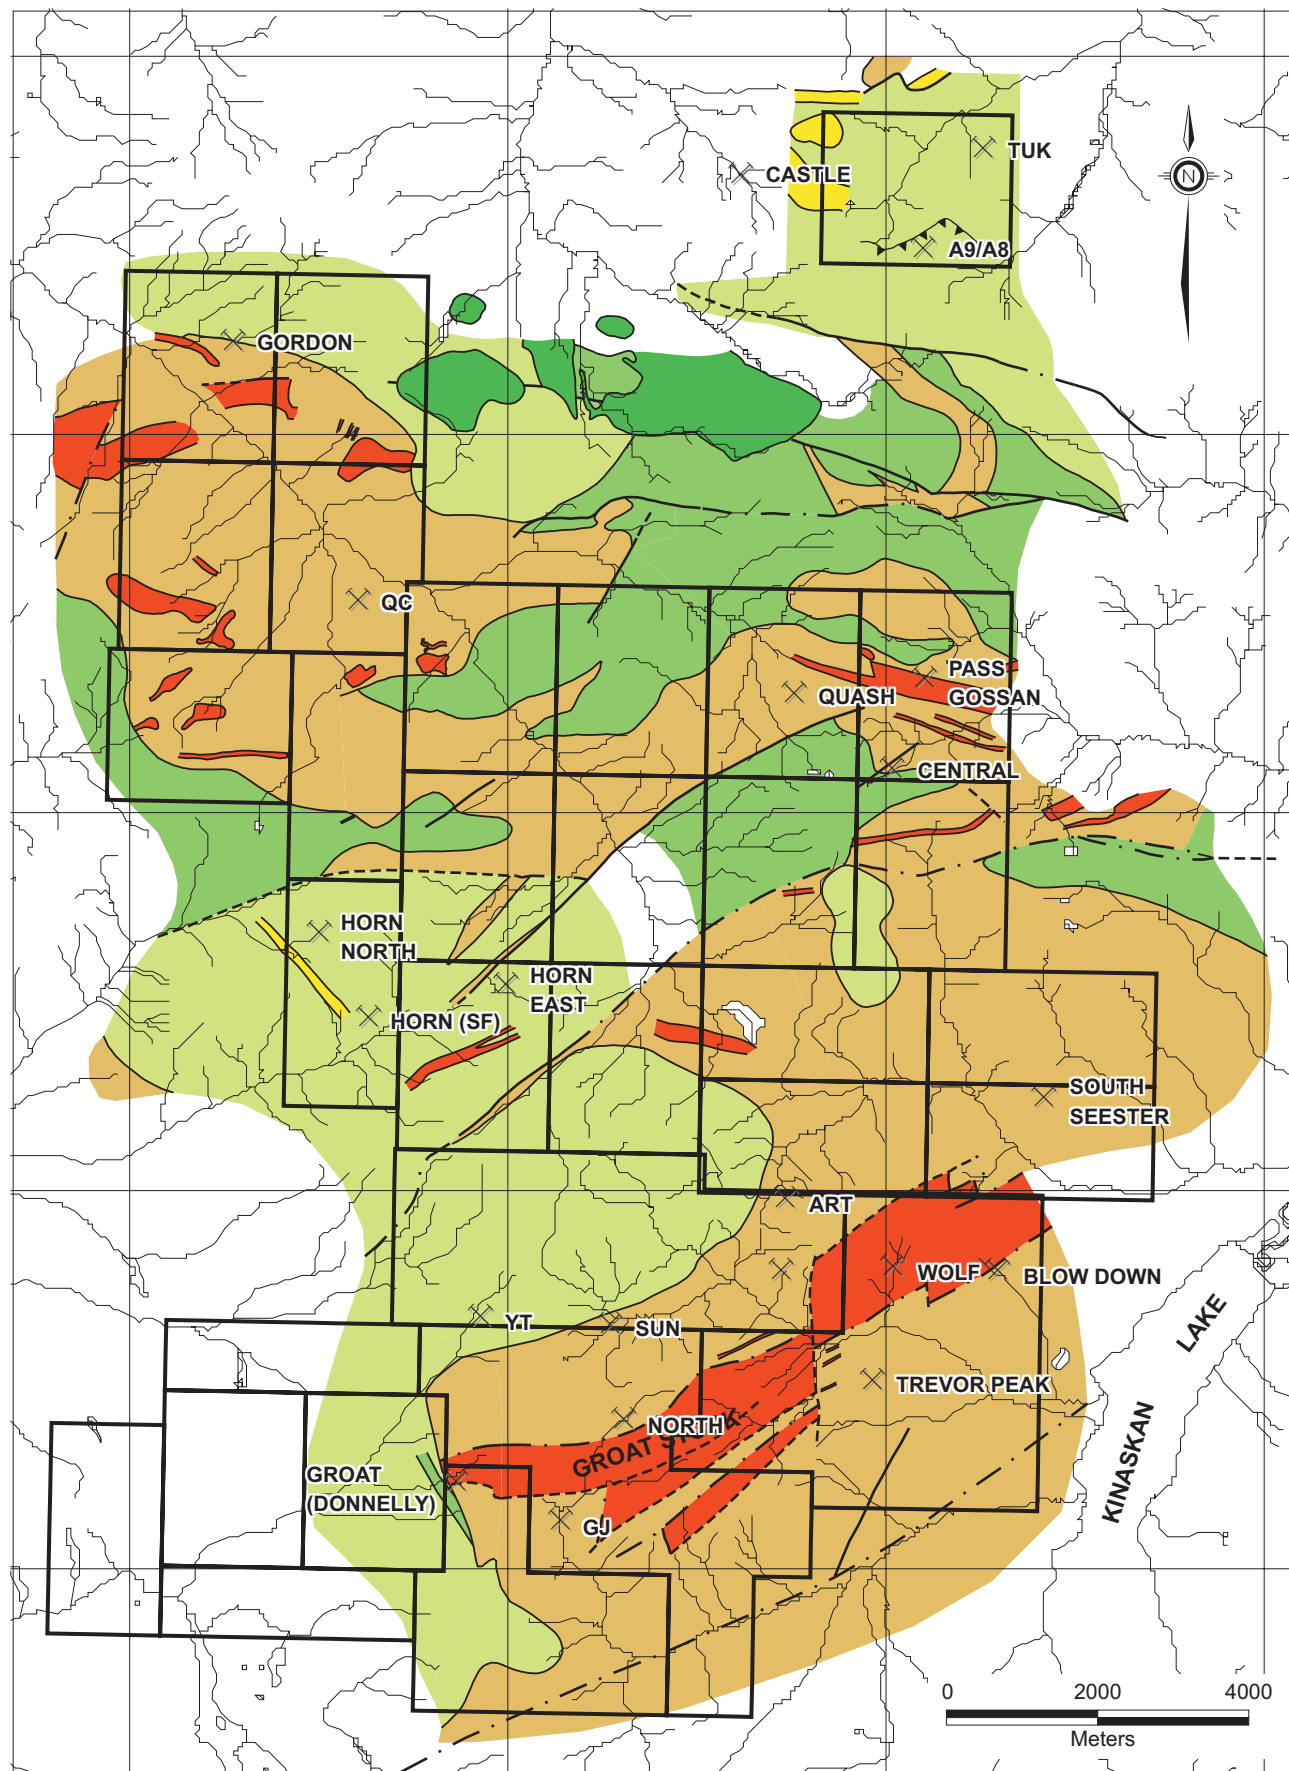 TUK
CASTLE
N
A9/A8
GORDON
QC
PASS
GOSSAN
QUASH
CENTRAL
HORN
NORTH
HORN
EAST
HORN (SF)
SOUTH
SEESTER
ART
WOLF
BLOW DOWN
YT
SUN
LAKE
TREVOR PEAK
NORTH
GROAT STOCK
KINASKAN
GROAT
(DONNELLY)
GJ
0 2000 4000
Meters